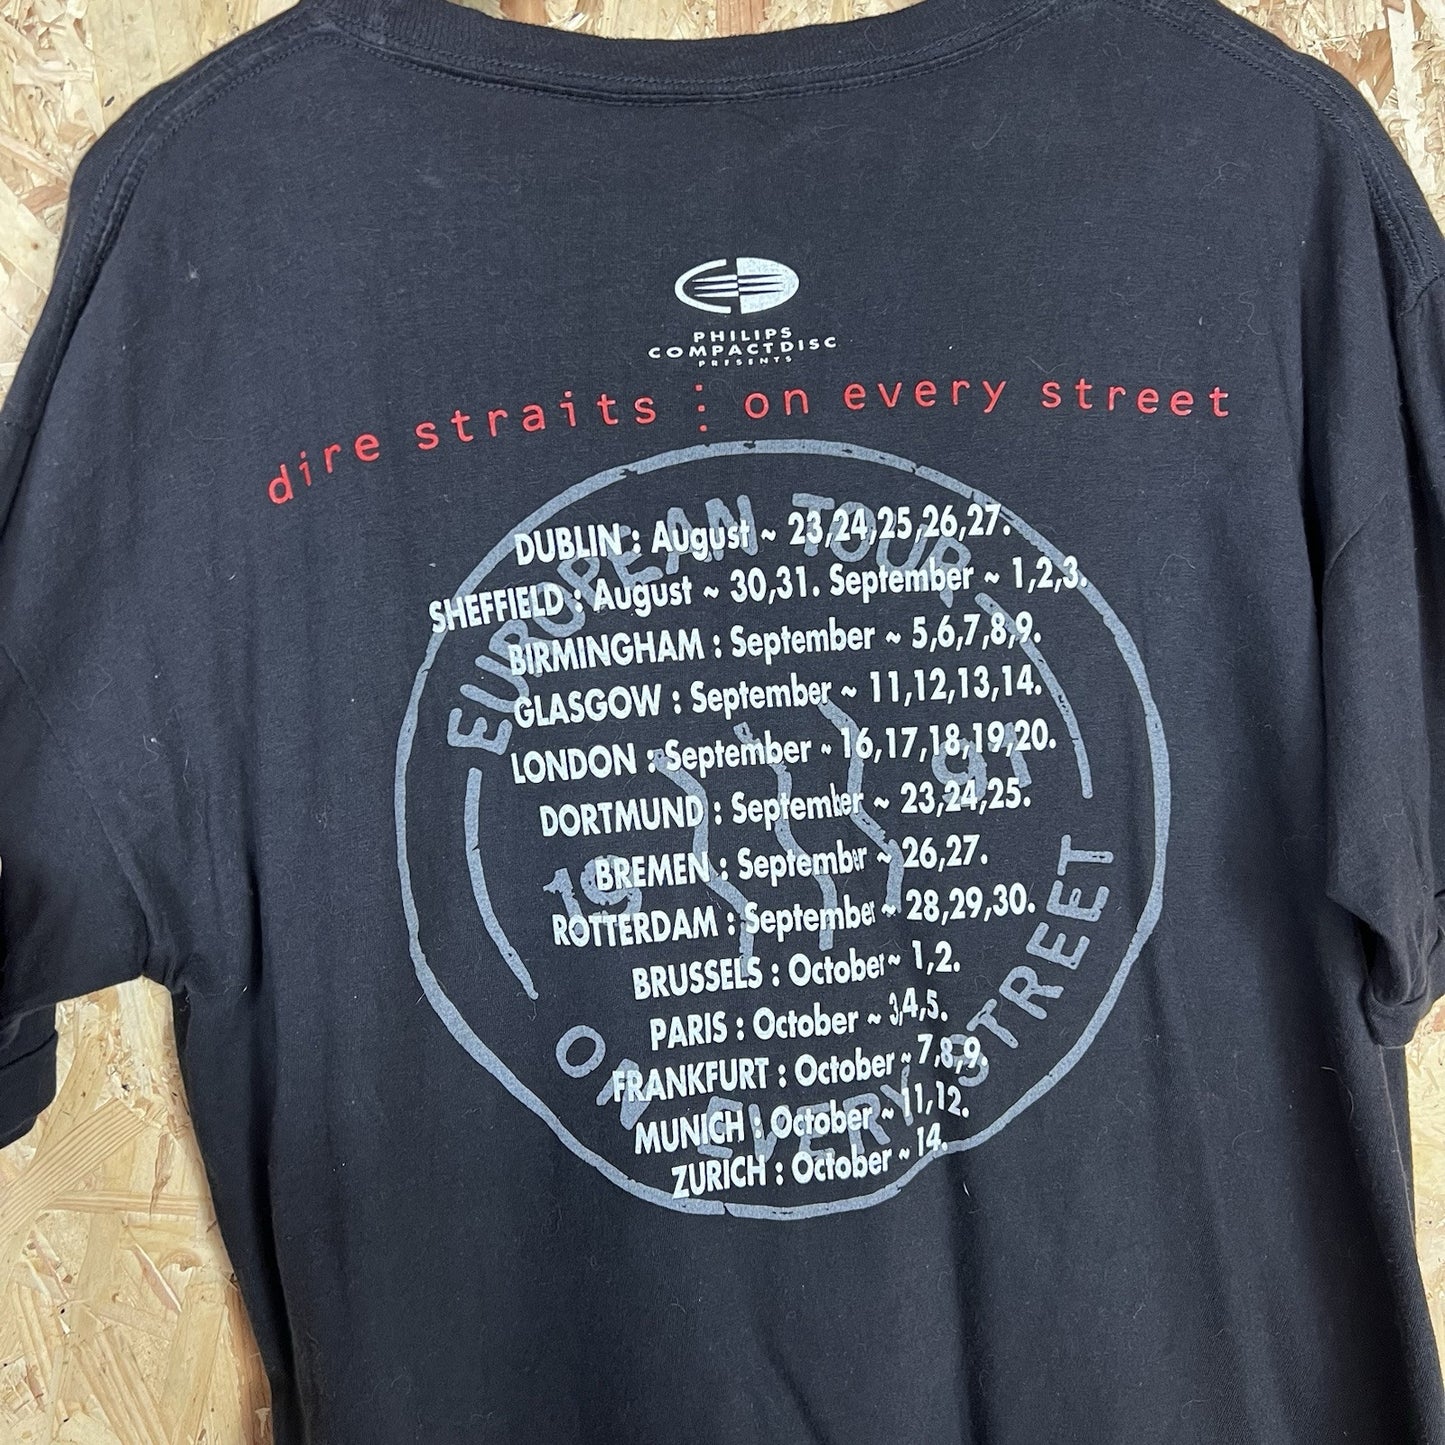 PHILIPS
COMPACT DISC
PRESENTS
dire straits : on every street
EUROPEAN TOUR
DUBLIN : August ~ 23,24,25,26,27.
SHEFFIELD : August ~ 30,31. September ~ 1,2,3.
BIRMINGHAM : September ~ 5,6,7,8,9.
GLASGOW : September ~ 11,12,13,14.
LONDON : September ~ 16,17,18,19,20.
DORTMUND : September ~ 23,24,25.
BREMEN : September ~ 26,27.
ROTTERDAM : September ~ 28,29,30.
BRUSSELS : October ~ 1,2.
PARIS : October ~ 3,4,5.
FRANKFURT : October ~ 7,8,9.
MUNICH : October ~ 11,12.
ZURICH : October ~ 14.
19 91
ON EVERY STREET